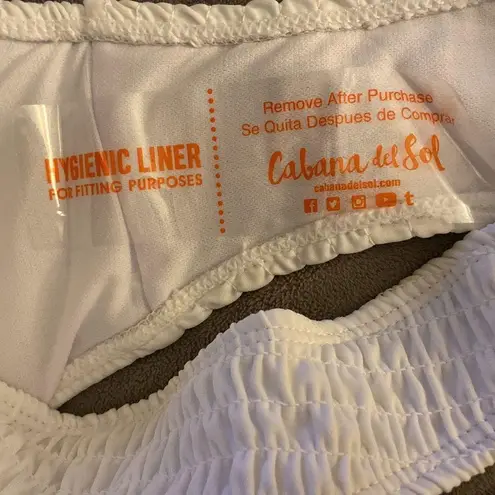 HYGIENIC LINER
FOR FITTING PURPOSES
Remove After Purchase
Se Quita Despues de Comprar
Cabana del Sol
cabanadelsol.com